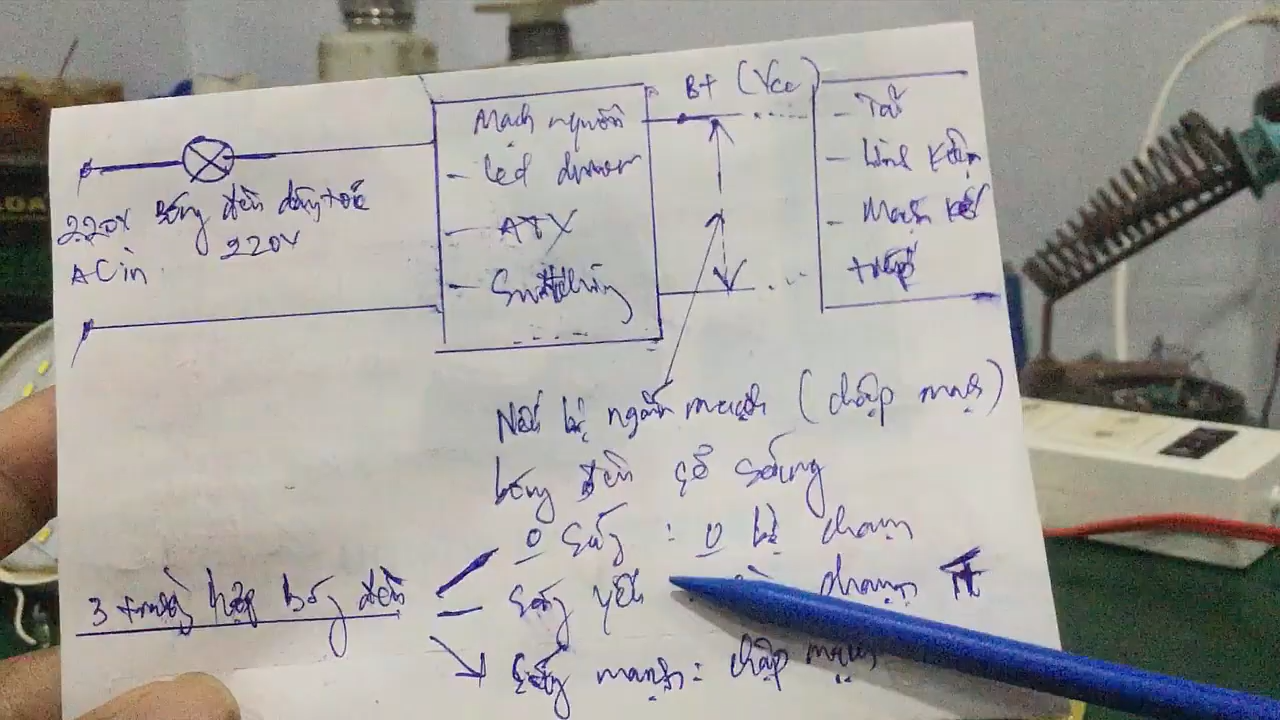 B+ (Vcc)
Mạch nguồn
- Led driver
- ATX
- Switching
220V
AC in
Bóng đèn dây tóc
220V
- Tải
- Linh kiện
- Mạch kế
tiếp
Nếu bị ngắn mạch (chập mạch)
bóng đèn sẽ sáng
3 trường hợp bóng đèn
0 sáng : 0 bị chạm
sáng yếu chạm
sáng mạnh : chập mạch